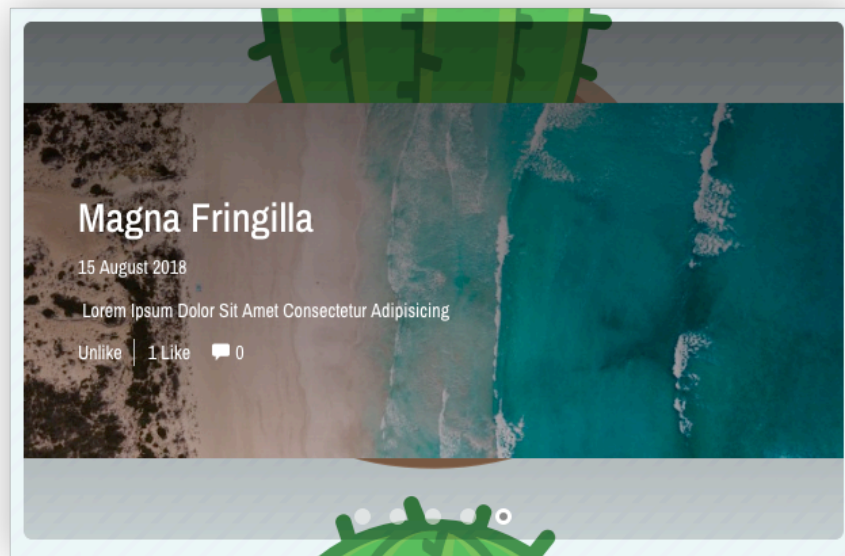 Magna Fringilla
15 August 2018
Lorem Ipsum Dolor Sit Amet Consectetur Adipisicing
Unlike 1 Like 0